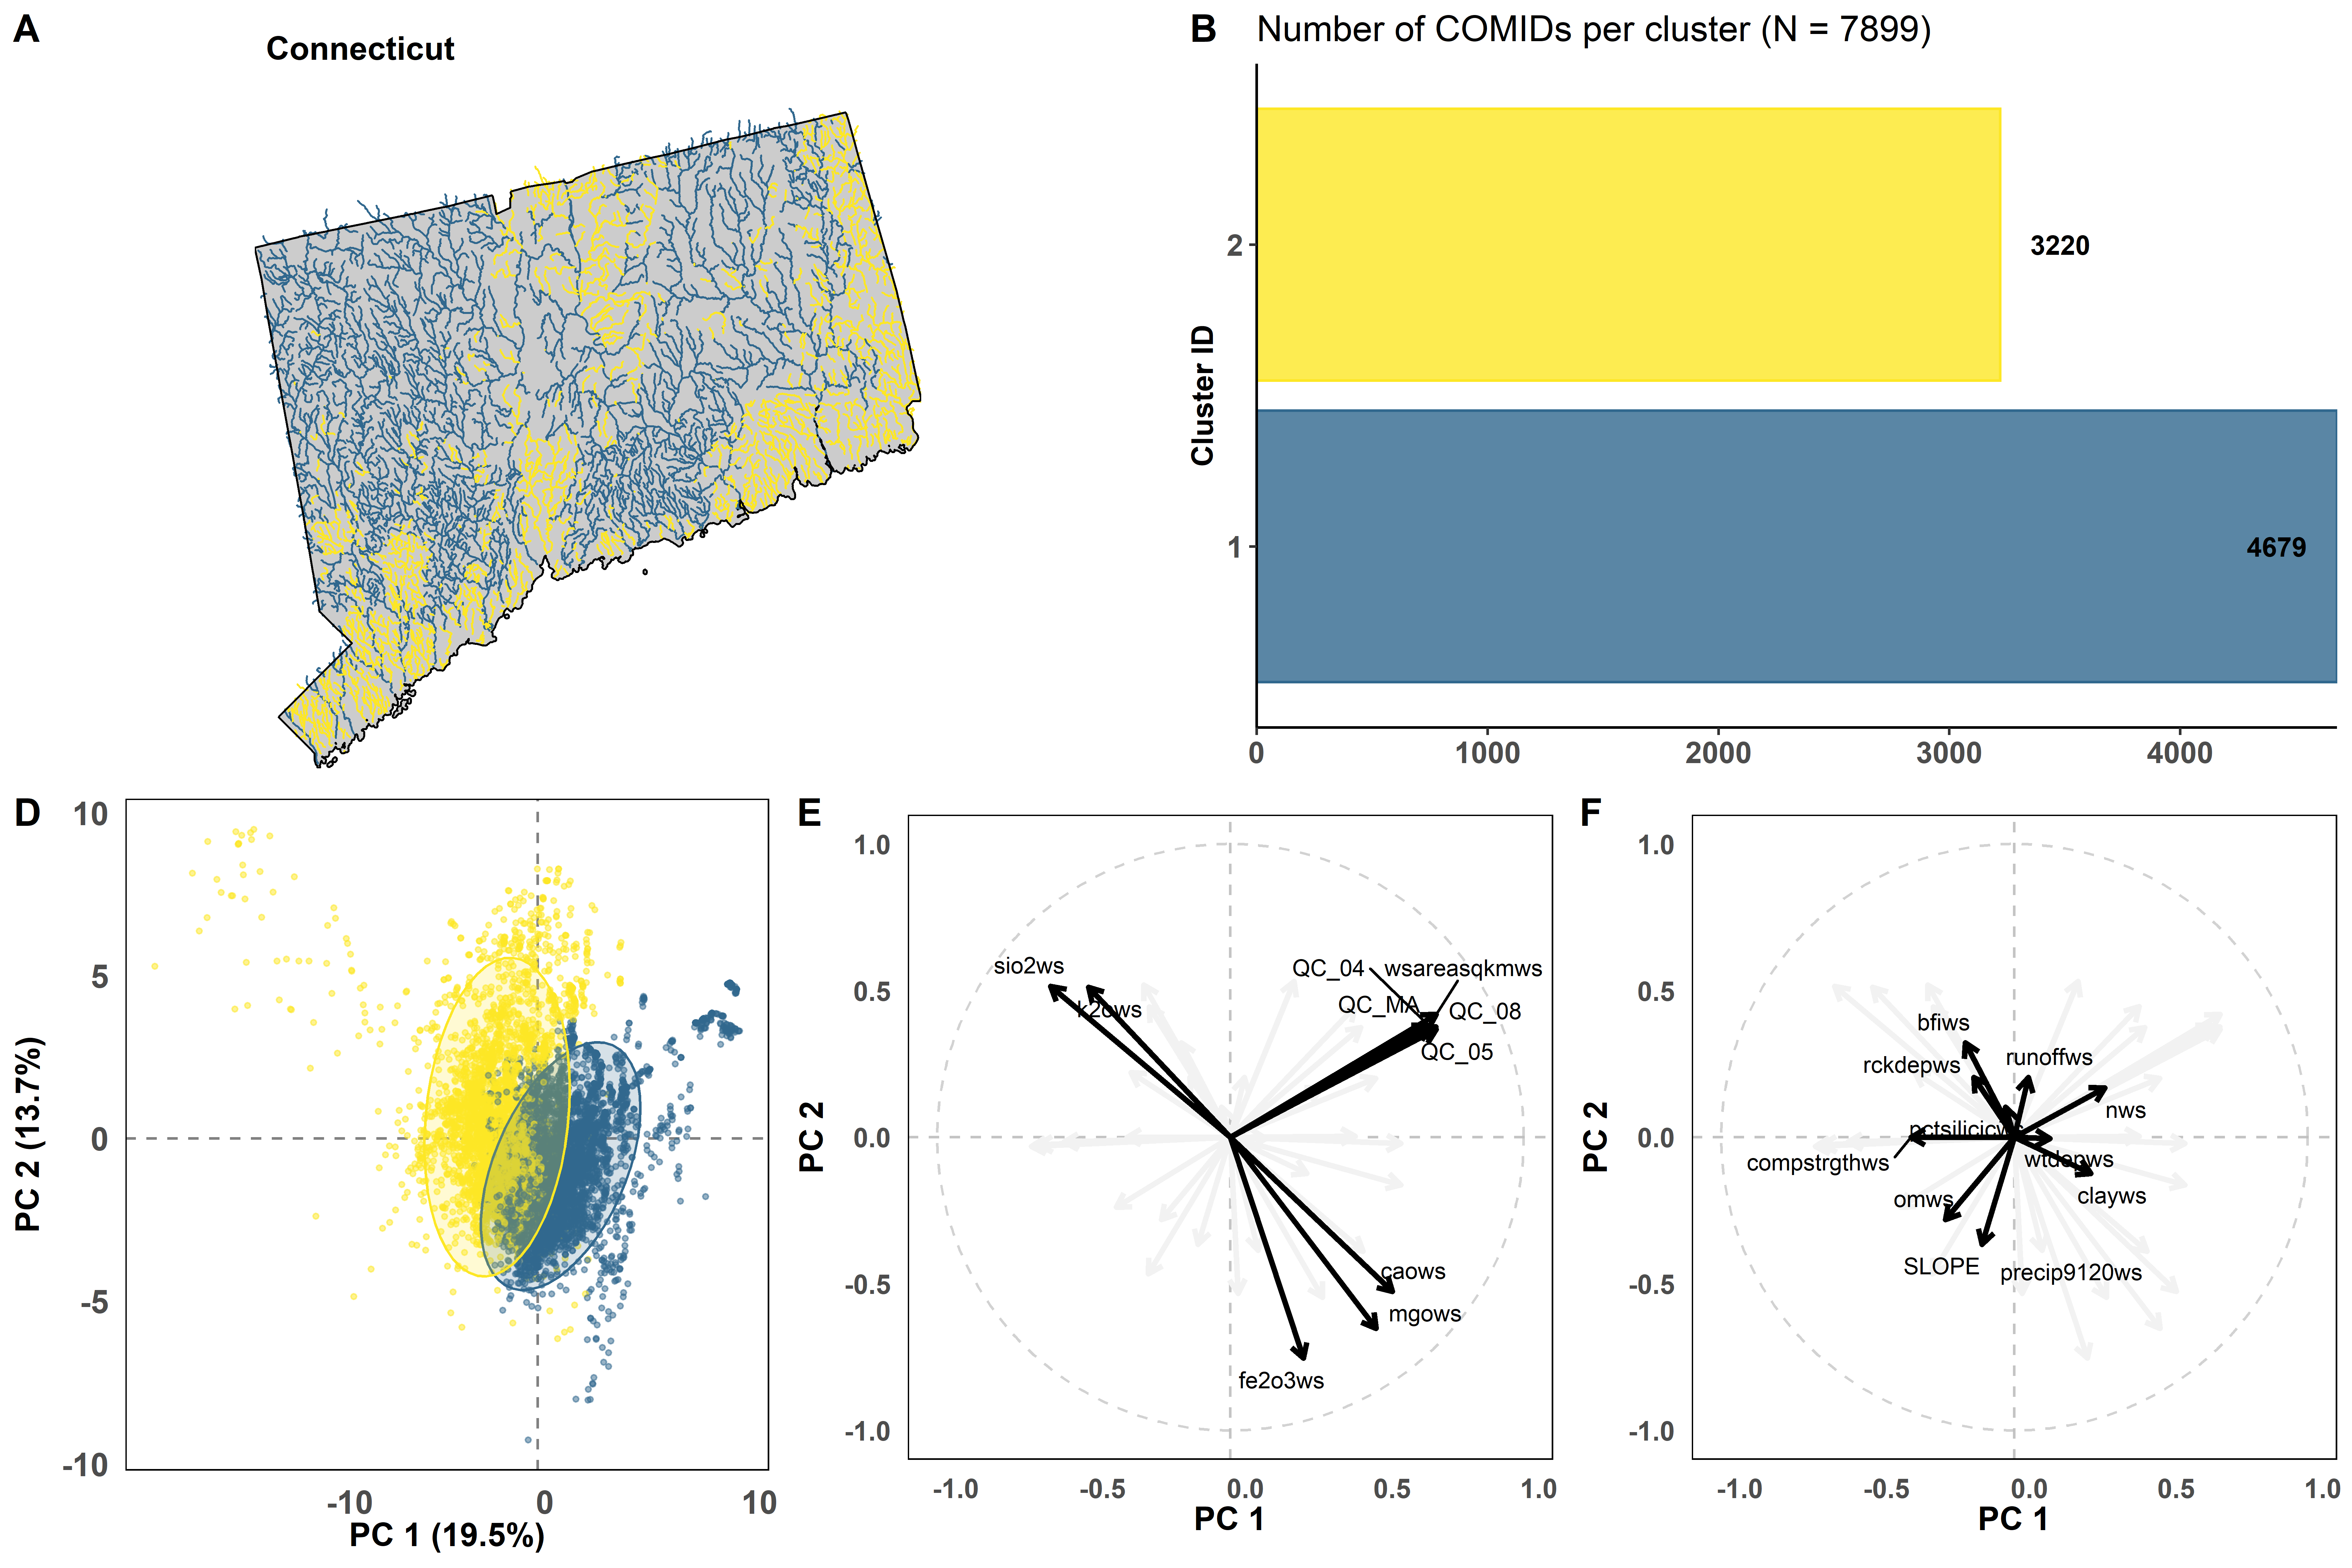 A
Connecticut
B
Number of COMIDs per cluster (N = 7899)
Cluster ID
2
3220
1
4679
0
1000
2000
3000
4000
D
PC 2 (13.7%)
10
5
0
-5
-10
-10
0
10
PC 1 (19.5%)
E
PC 2
1.0
0.5
0.0
-0.5
-1.0
sio2ws
k2ows
QC_04
wsareasqkmws
QC_MA
QC_08
QC_05
caows
mgows
fe2o3ws
-1.0
-0.5
0.0
0.5
1.0
PC 1
F
PC 2
1.0
0.5
0.0
-0.5
-1.0
bfiws
rckdepws
runoffws
nws
pctsilicicws
compstrgthws
wtdepws
clayws
omws
SLOPE
precip9120ws
-1.0
-0.5
0.0
0.5
1.0
PC 1